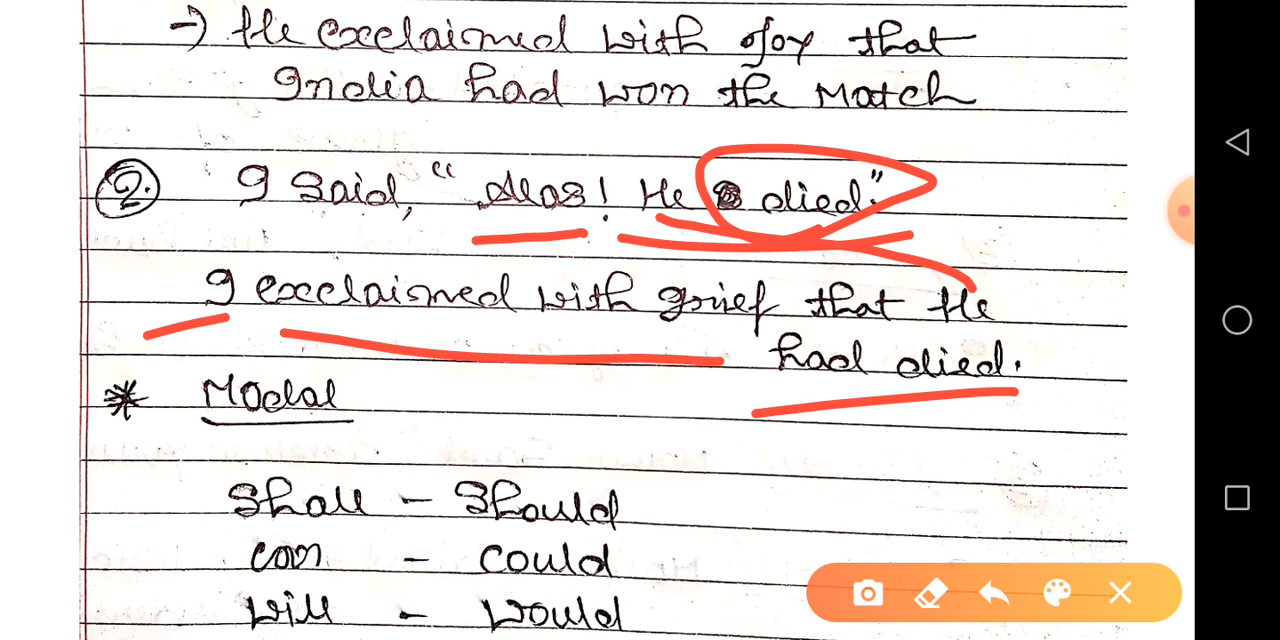 → He exclaimed with Joy that
India had won the Match
2. I said, "Alas! He died."
I exclaimed with grief that He
had died.
* Modal
Shall - Should
can - could
will - would